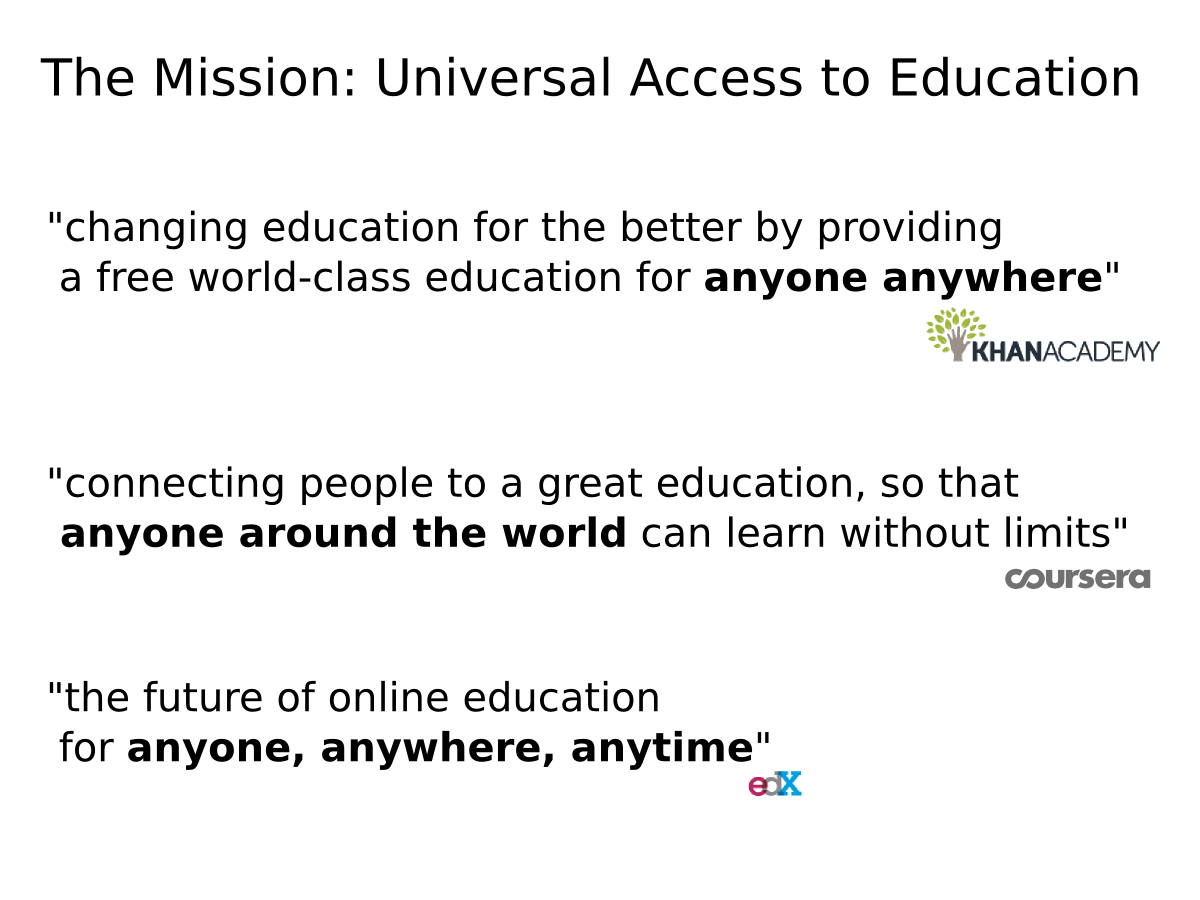 The Mission: Universal Access to Education
"changing education for the better by providing
a free world-class education for anyone anywhere"
KHANACADEMY
"connecting people to a great education, so that
anyone around the world can learn without limits"
coursera
"the future of online education
for anyone, anywhere, anytime"
edX